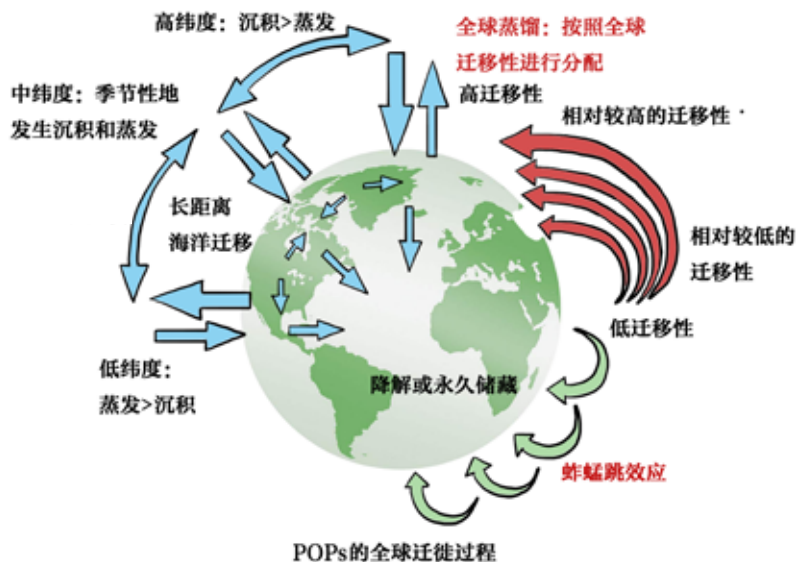 高纬度：沉积>蒸发
全球蒸馏：按照全球
迁移性进行分配
高迁移性
中纬度：季节性地
发生沉积和蒸发
相对较高的迁移性
长距离
海洋迁移
相对较低的
迁移性
低迁移性
低纬度：
蒸发>沉积
降解或永久储藏
蚱蜢跳效应
POPs的全球迁徙过程